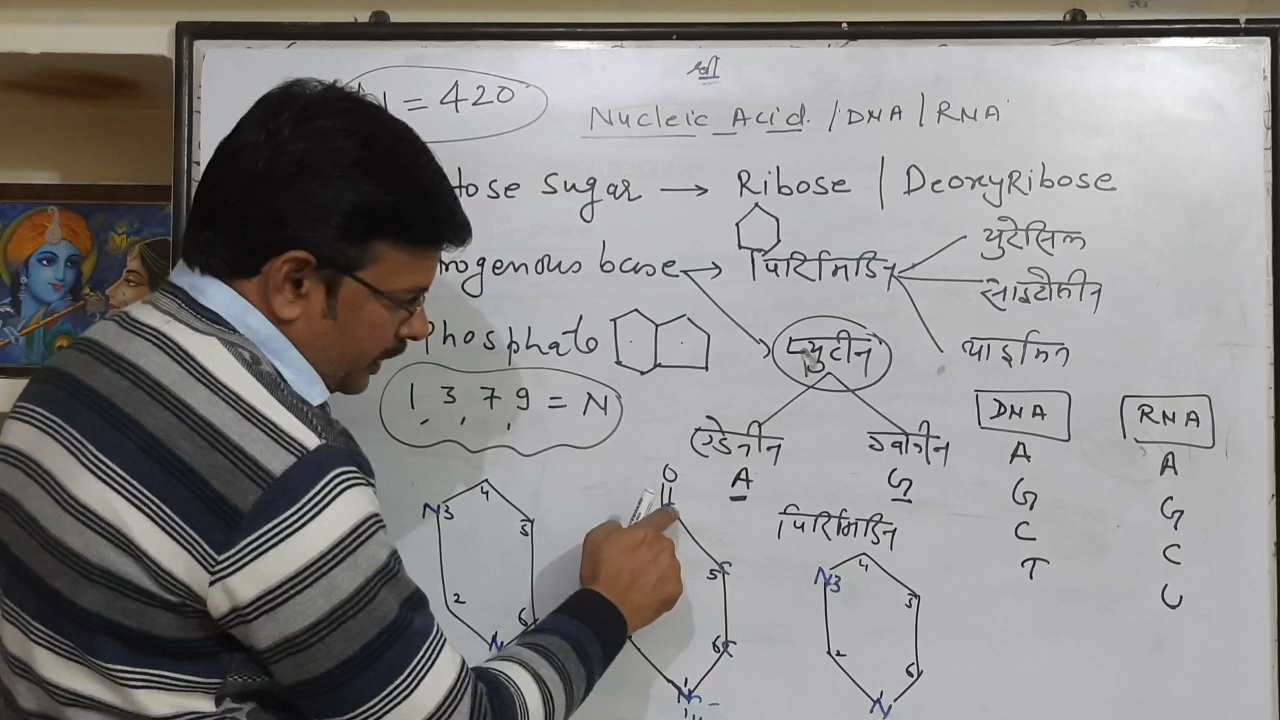 श्री
= 420
Nucleic Acid / DNA / RNA
tose sugar → Ribose | DeoxyRibose
rogenous base → पिरिमिडिन
युरेसिल
साइटोसीन
थाइमिन
Phosphate
प्युरीन
1, 3, 7, 9 = N
एडेनीन
ग्वानीन
A
G
DNA
A
G
C
T
RNA
A
G
C
U
पिरिमिडिन
N3
4
5
2
6
N
O
5
6
N
N3
4
5
2
6
N